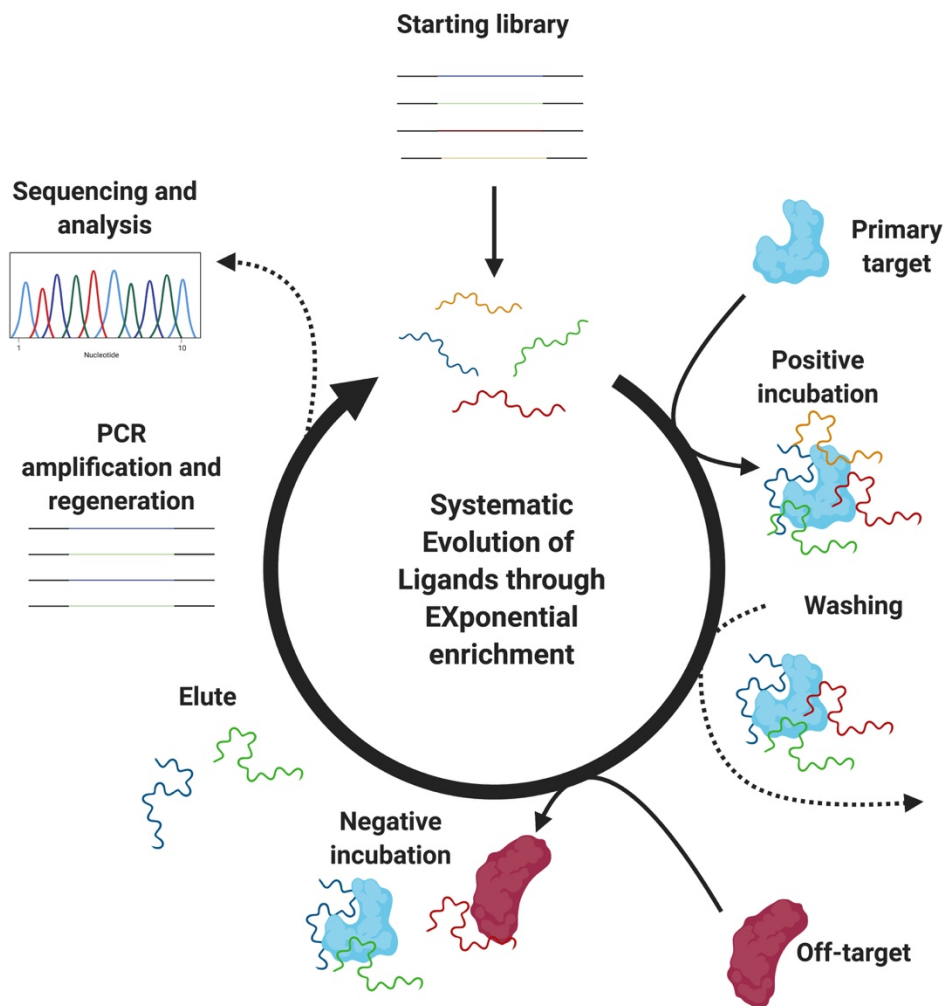 Starting library
Sequencing and
analysis
1
10
Nucleotide
Primary
target
Positive
incubation
PCR
amplification and
regeneration
Systematic
Evolution of
Ligands through
EXponential
enrichment
Washing
Elute
Negative
incubation
Off-target